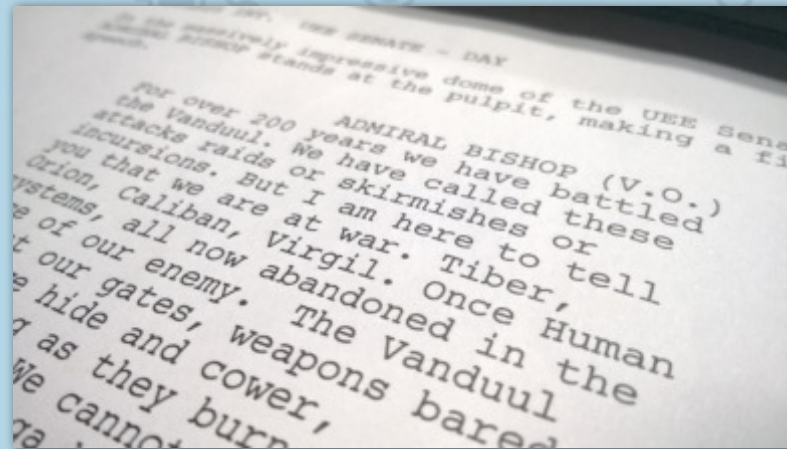 INT. UEE SENATE - DAY
In the massively impressive dome of the UEE Sena
ADMIRAL BISHOP stands at the pulpit, making a fi
speech.
ADMIRAL BISHOP (V.O.)
For over 200 years we have battled
the Vanduul. We have called these
attacks raids or skirmishes or
incursions. But I am here to tell
you that we are at war. Tiber,
Orion, Caliban, Virgil. Once Human
systems, all now abandoned in the
e of our enemy. The Vanduul
t our gates, weapons bared
e hide and cower,
g as they burn
We cannot
ga